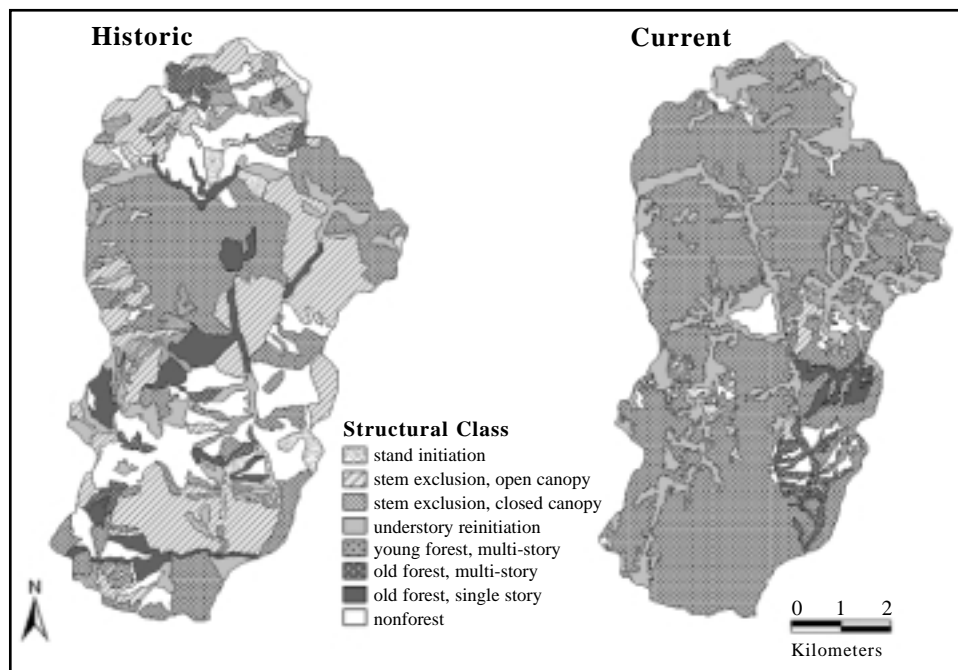 Historic
Current
Structural Class
stand initiation
stem exclusion, open canopy
stem exclusion, closed canopy
understory reinitiation
young forest, multi-story
old forest, multi-story
old forest, single story
nonforest
N
0 1 2
Kilometers